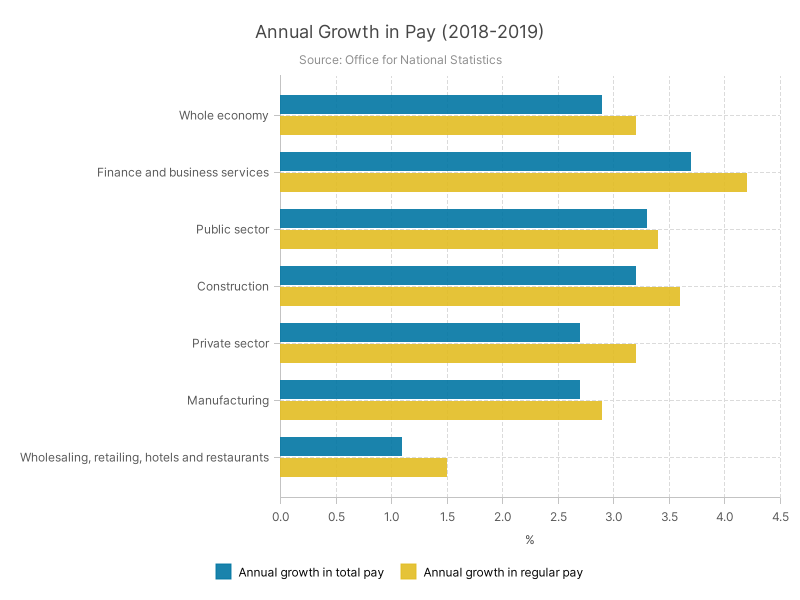 Annual Growth in Pay (2018-2019)
Source: Office for National Statistics
Whole economy
Finance and business services
Public sector
Construction
Private sector
Manufacturing
Wholesaling, retailing, hotels and restaurants
0.0 0.5 1.0 1.5 2.0 2.5 3.0 3.5 4.0 4.5
%
Annual growth in total pay Annual growth in regular pay